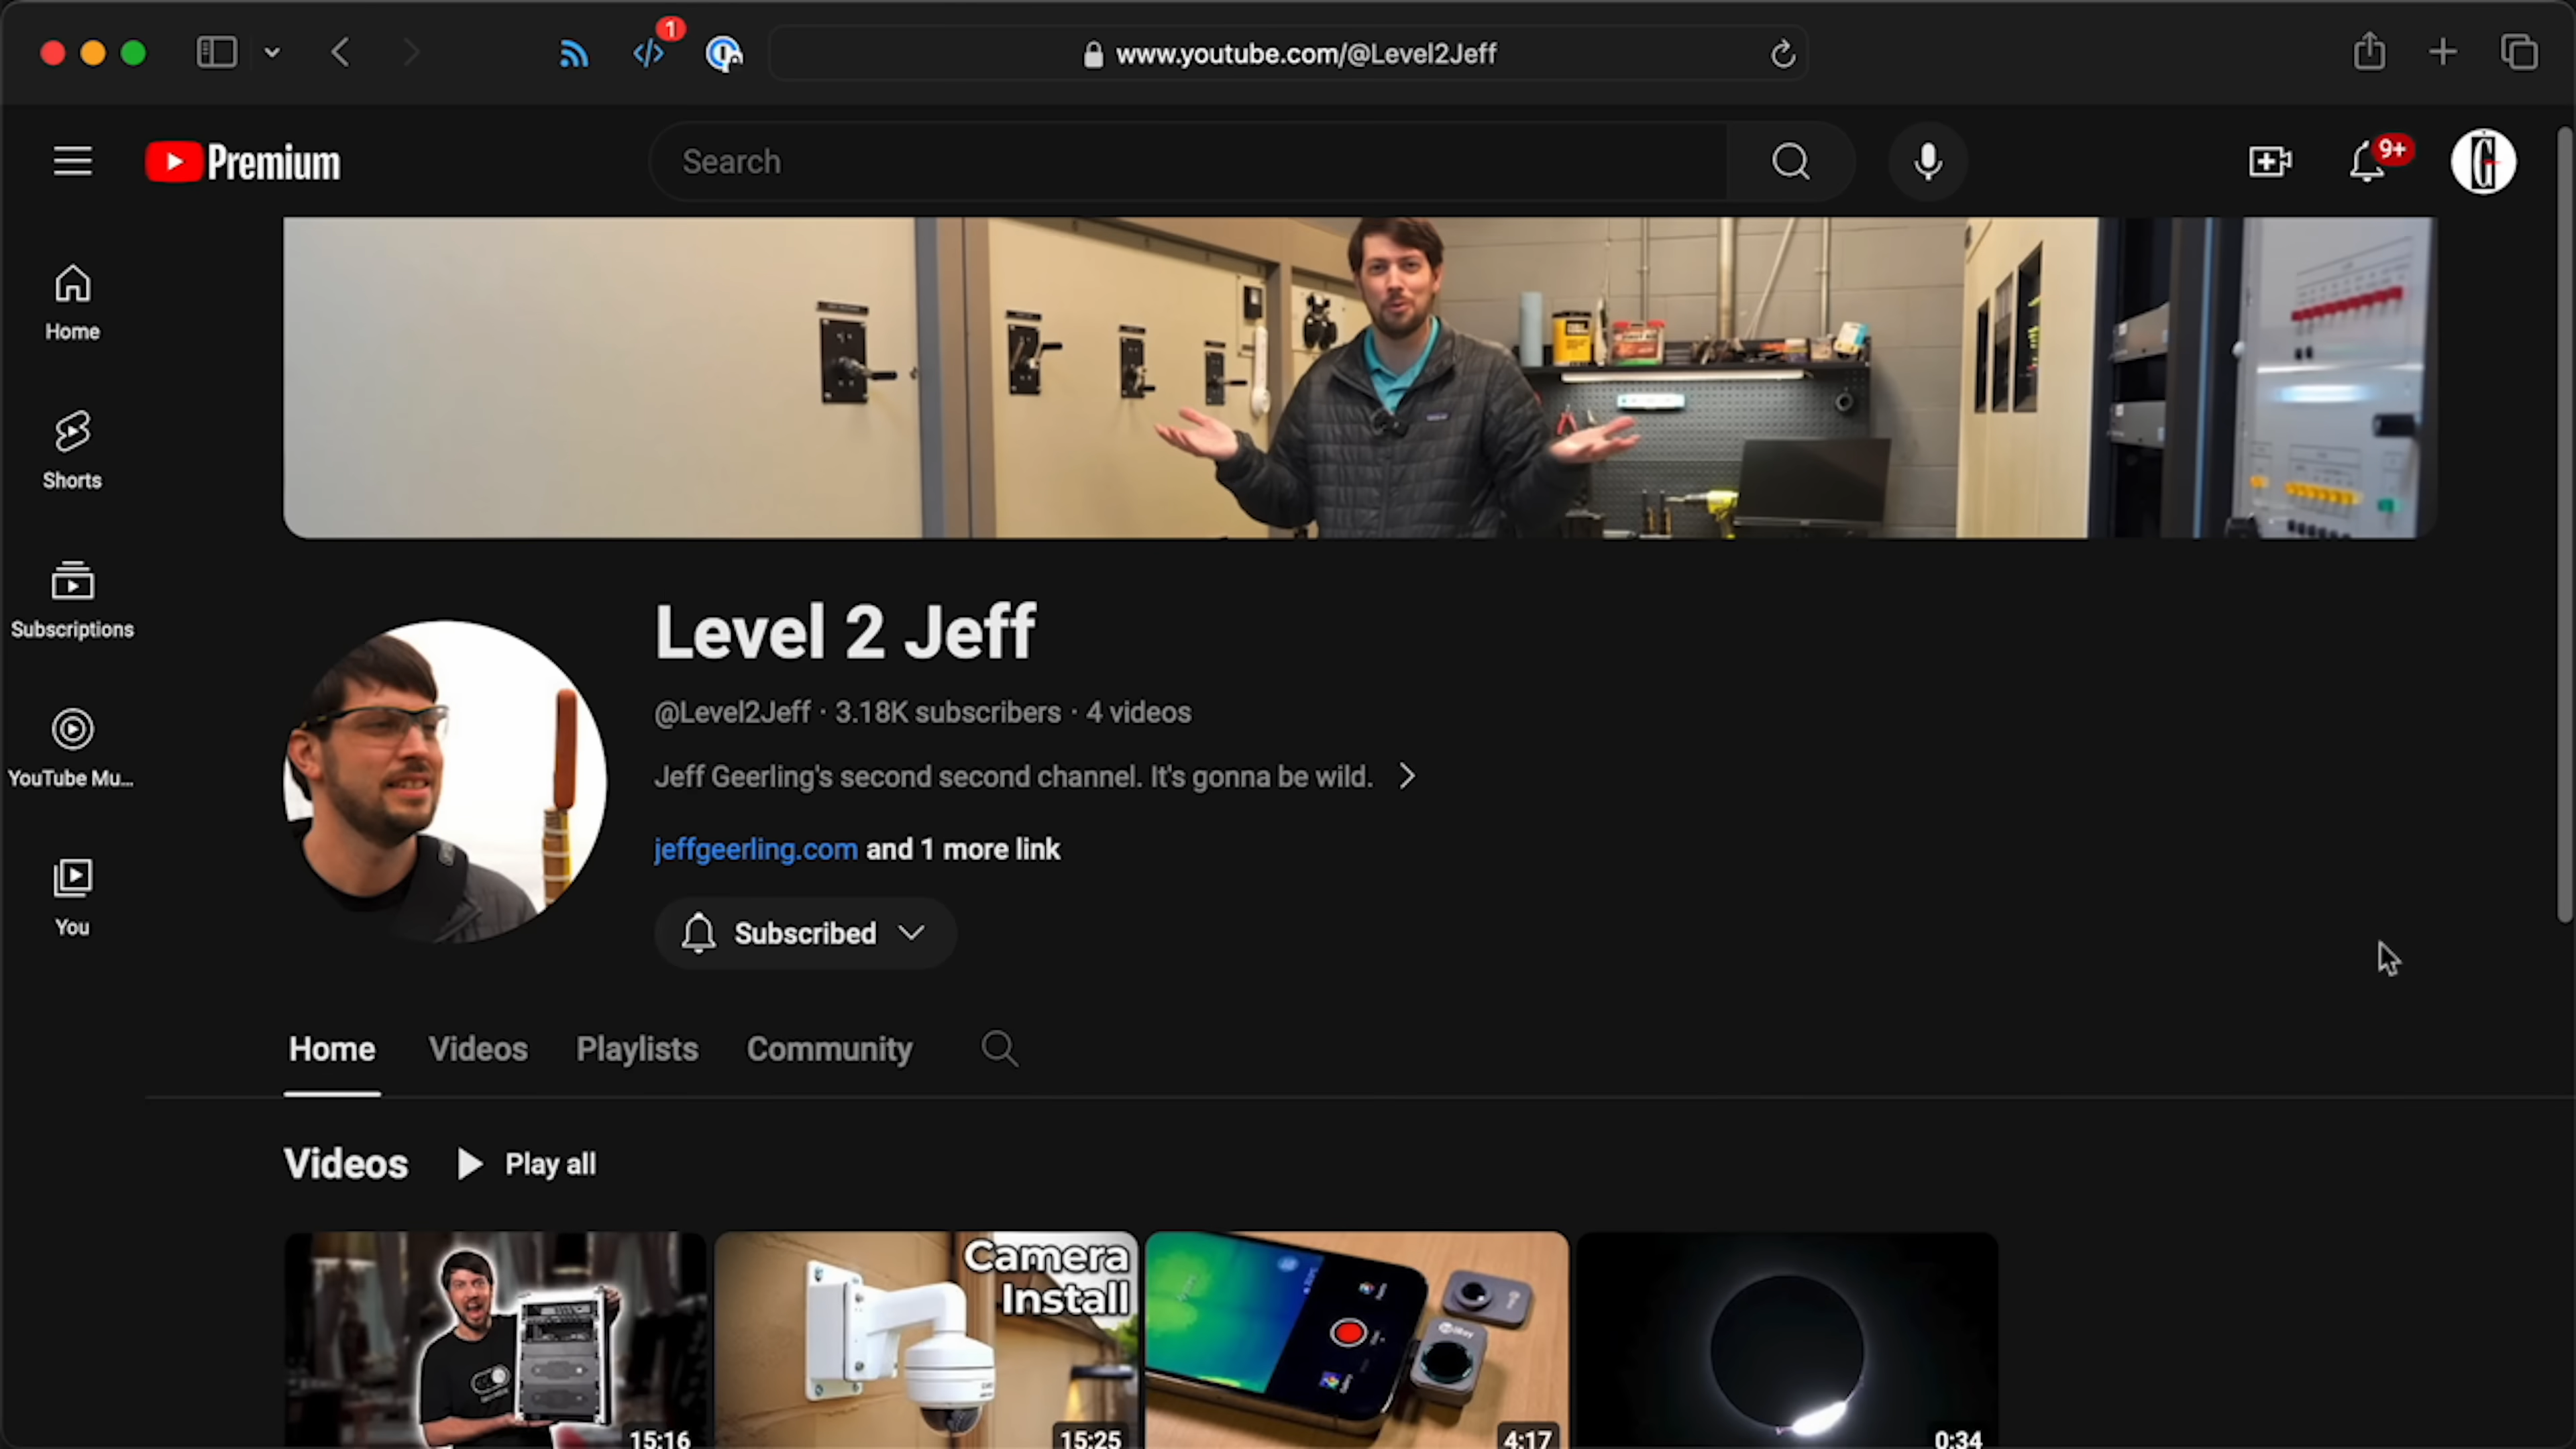 1
www.youtube.com/@Level2Jeff
Premium
Search
9+
Home
Shorts
Subscriptions
YouTube Mu...
You
Level 2 Jeff
@Level2Jeff · 3.18K subscribers · 4 videos
Jeff Geerling's second second channel. It's gonna be wild.
jeffgeerling.com and 1 more link
Subscribed
Home Videos Playlists Community
Videos Play all
Camera
Install
15:16
15:25
4:17
0:34